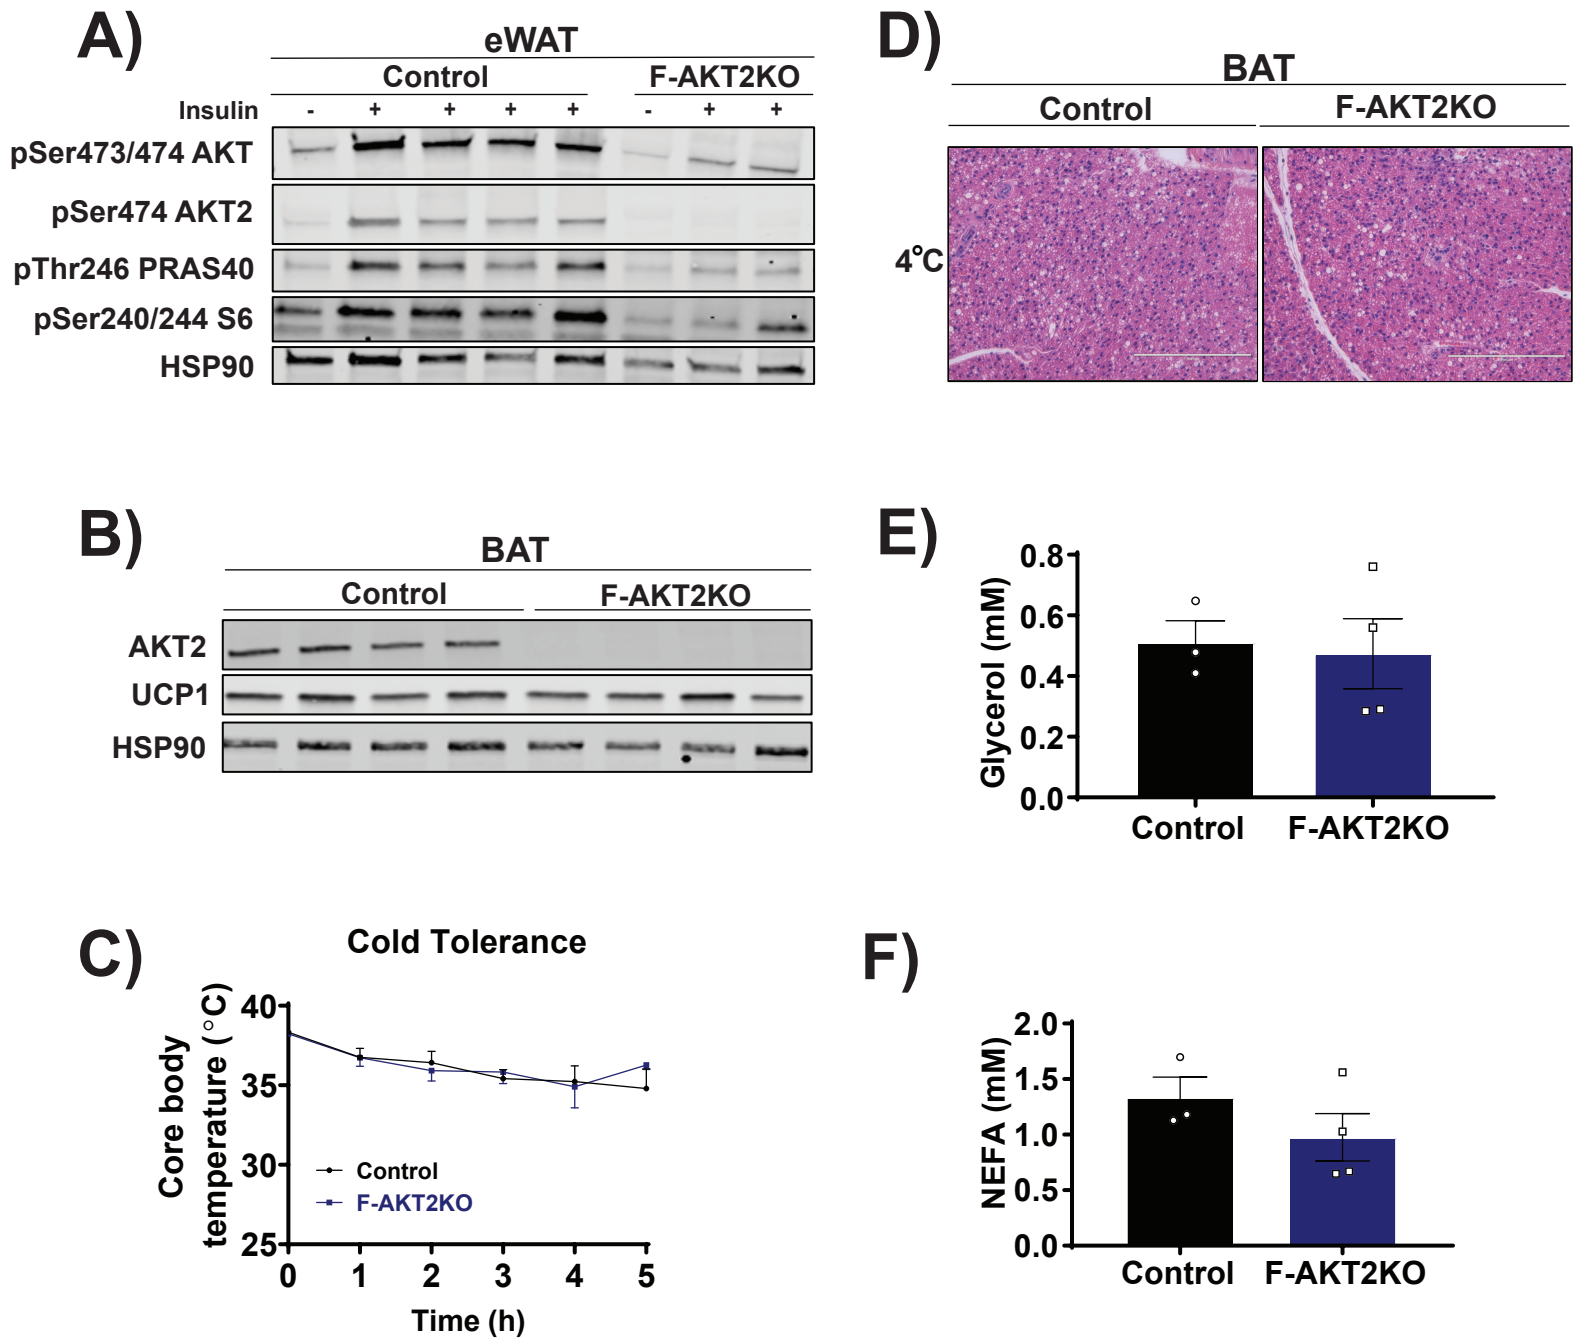 A)
eWAT
Control F-AKT2KO
Insulin - + + + + - + +
pSer473/474 AKT
pSer474 AKT2
pThr246 PRAS40
pSer240/244 S6
HSP90
B)
BAT
Control F-AKT2KO
AKT2
UCP1
HSP90
C)
Cold Tolerance
Core body
temperature (°C)
40
35
30
25
0 1 2 3 4 5
Time (h)
Control
F-AKT2KO
D)
BAT
Control F-AKT2KO
4°C
E)
Glycerol (mM)
0.8
0.6
0.4
0.2
0.0
Control F-AKT2KO
F)
NEFA (mM)
2.0
1.5
1.0
0.5
0.0
Control F-AKT2KO